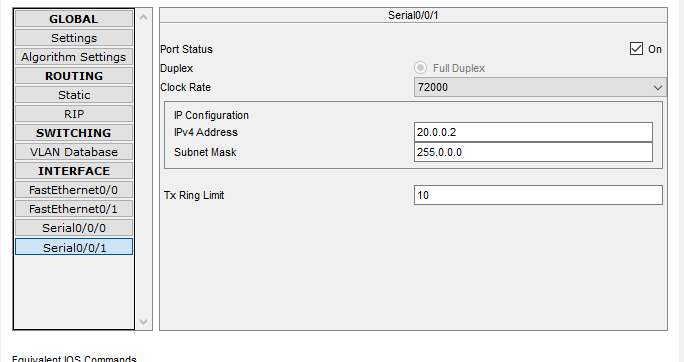 GLOBAL
Settings
Algorithm Settings
ROUTING
Static
RIP
SWITCHING
VLAN Database
INTERFACE
FastEthernet0/0
FastEthernet0/1
Serial0/0/0
Serial0/0/1
Serial0/0/1
Port Status On
Duplex Full Duplex
Clock Rate 72000
IP Configuration
IPv4 Address 20.0.0.2
Subnet Mask 255.0.0.0
Tx Ring Limit 10
Equivalent IOS Commands